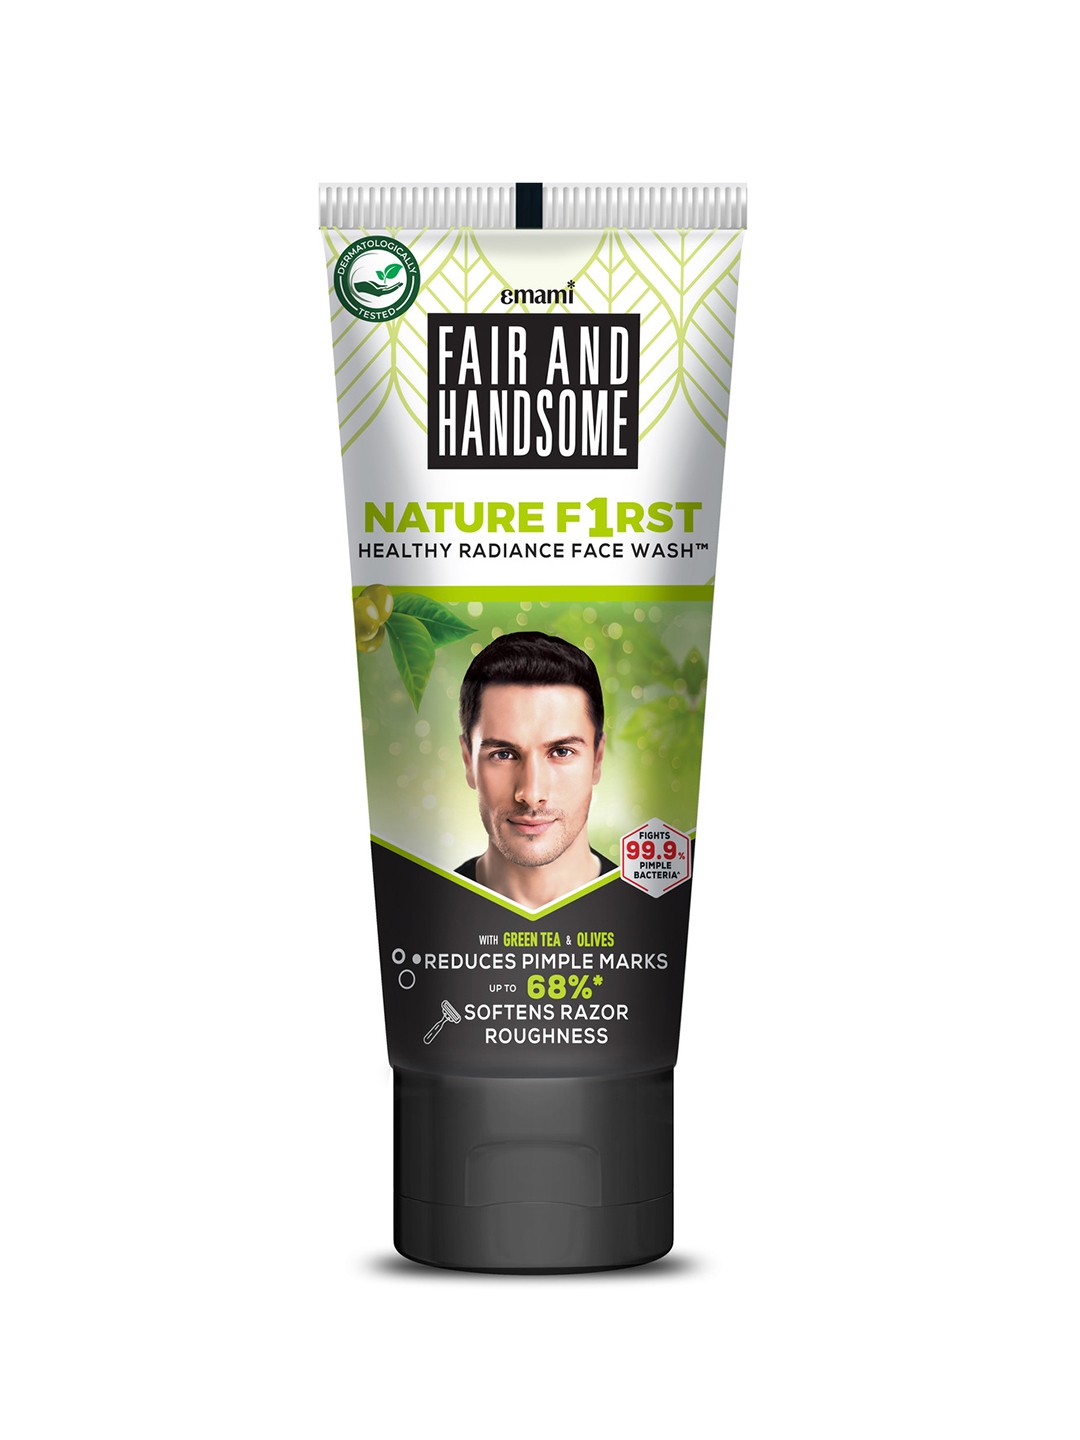 DERMATOLOGICALLY
TESTED
emami*
FAIR AND
HANDSOME
NATURE F1RST
HEALTHY RADIANCE FACE WASH™
FIGHTS
99.9%
PIMPLE
BACTERIA^
WITH GREEN TEA & OLIVES
REDUCES PIMPLE MARKS
UP TO 68%*
SOFTENS RAZOR
ROUGHNESS